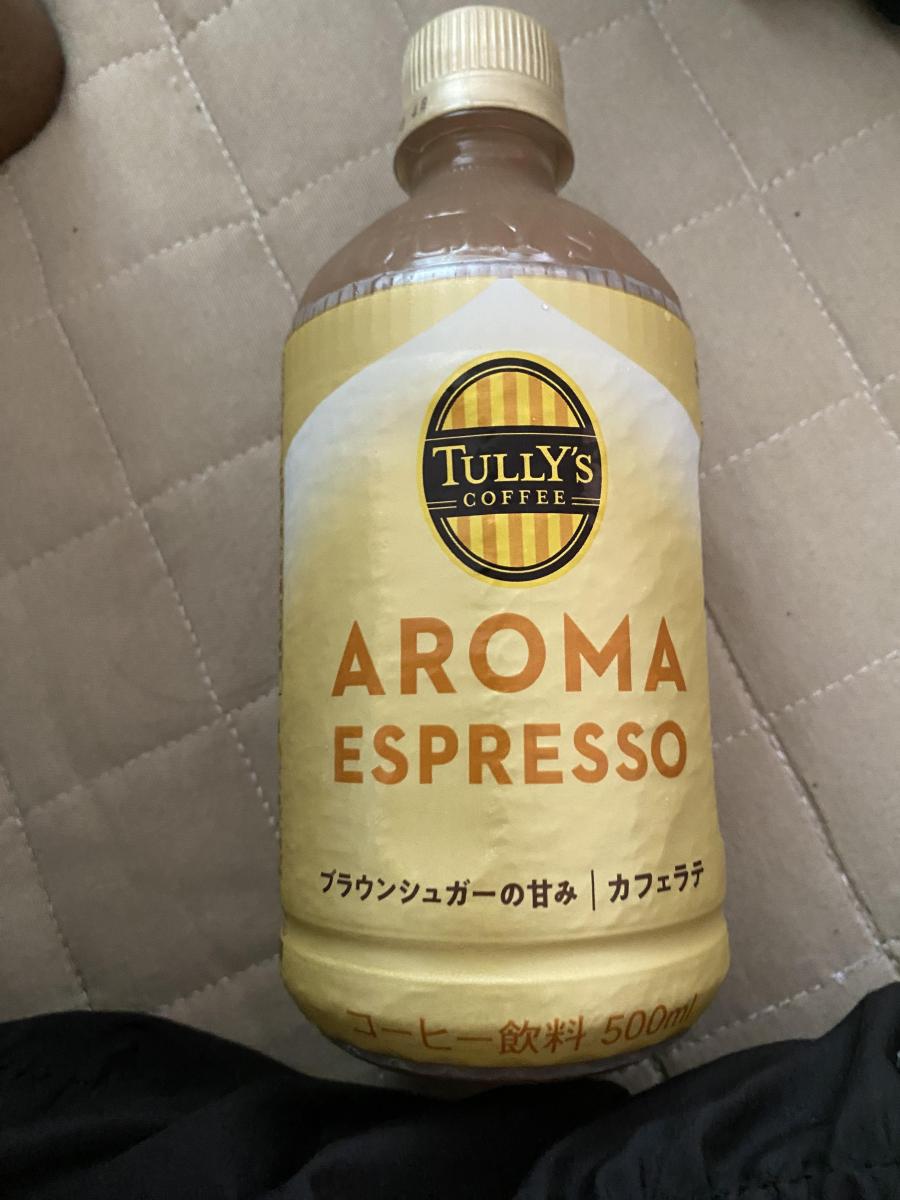 TULLY'S
COFFEE
AROMA
ESPRESSO
ブラウンシュガーの甘み | カフェラテ
コーヒー飲料 500ml